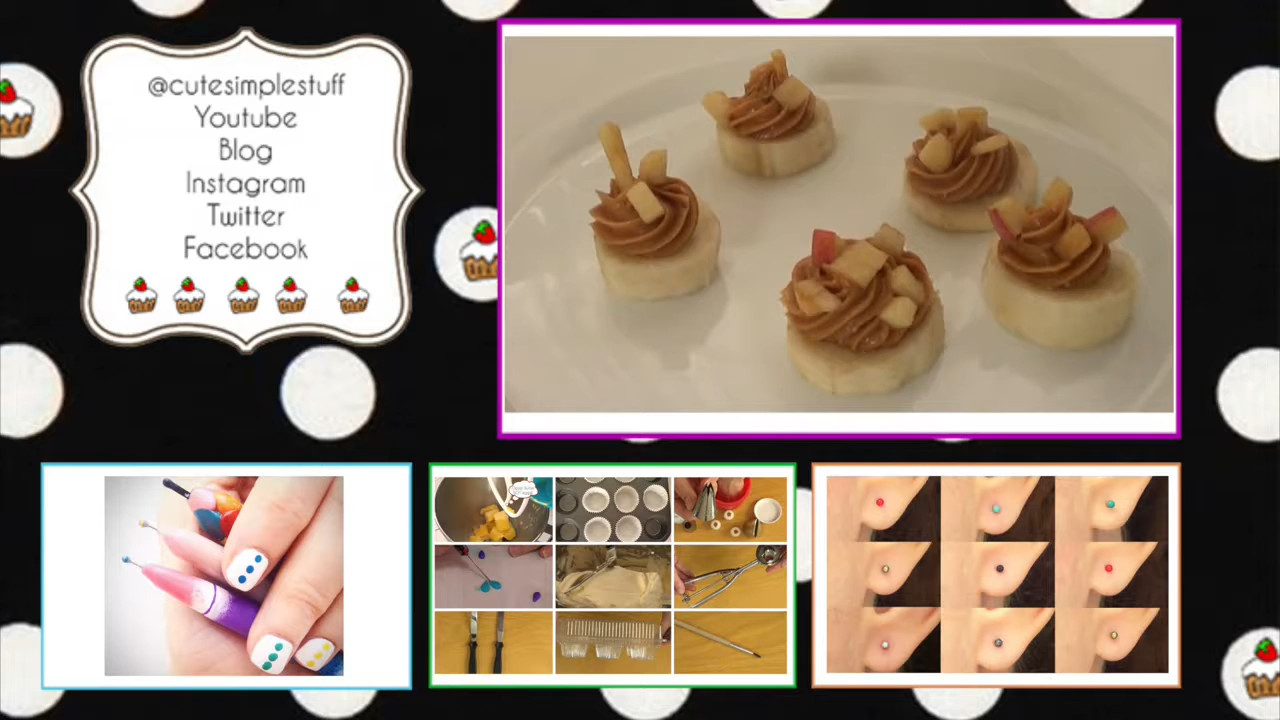 @cutesimplestuff
Youtube
Blog
Instagram
Twitter
Facebook